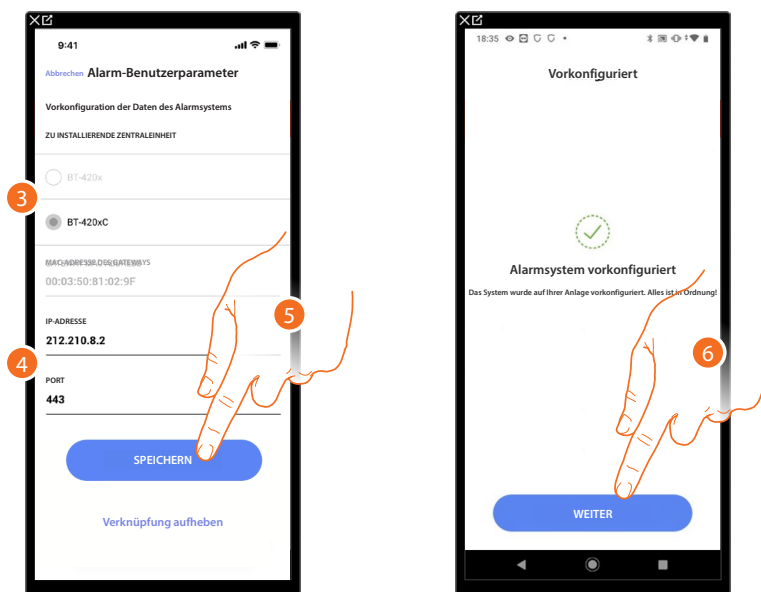 9:41
Abbrechen Alarm-Benutzerparameter
Vorkonfiguration der Daten des Alarmsystems
ZU INSTALLIERENDE ZENTRALEINHEIT
BT-420x
3
BT-420xC
MAC-ADRESSE DES GATEWAYS
00:03:50:81:02:9F
5
IP-ADRESSE
212.210.8.2
4
PORT
443
SPEICHERN
Verknüpfung aufheben
18:35
Vorkonfiguriert
Alarmsystem vorkonfiguriert
Das System wurde auf Ihrer Anlage vorkonfiguriert. Alles ist in Ordnung!
6
WEITER